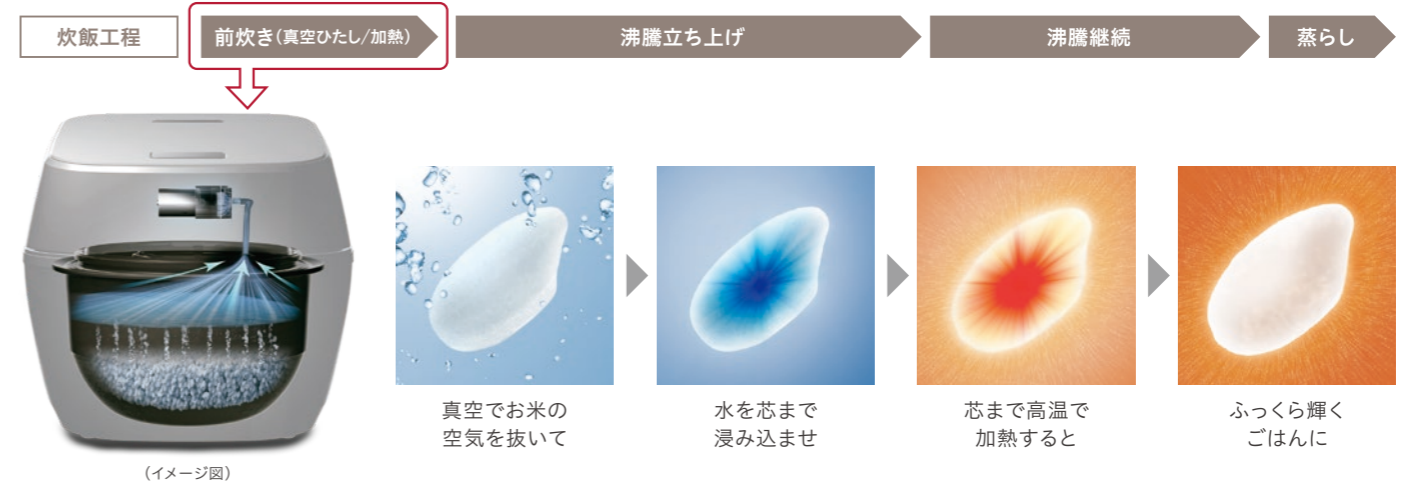 炊飯工程
前炊き(真空ひたし/加熱)
沸騰立ち上げ
沸騰継続
蒸らし
真空でお米の
空気を抜いて
水を芯まで
浸み込ませ
芯まで高温で
加熱すると
ふっくら輝く
ごはんに
(イメージ図)